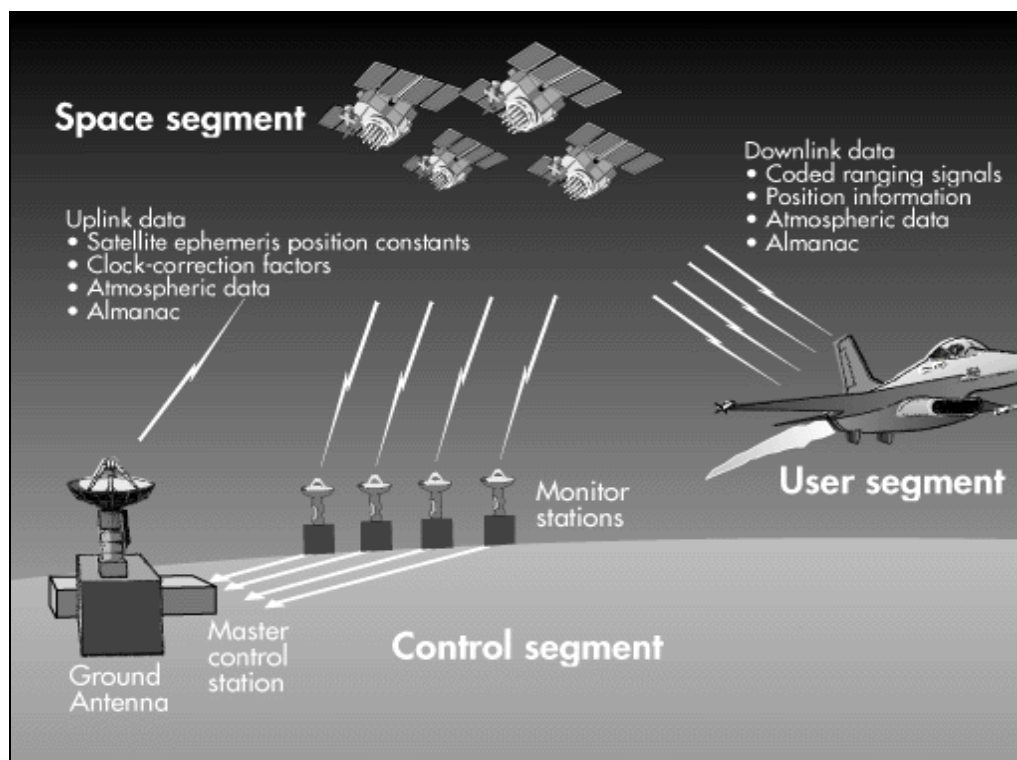 Space segment
Downlink data
• Coded ranging signals
• Position information
• Atmospheric data
• Almanac
Uplink data
• Satellite ephemeris position constants
• Clock-correction factors
• Atmospheric data
• Almanac
User segment
Monitor
stations
Control segment
Master
control
station
Ground
Antenna